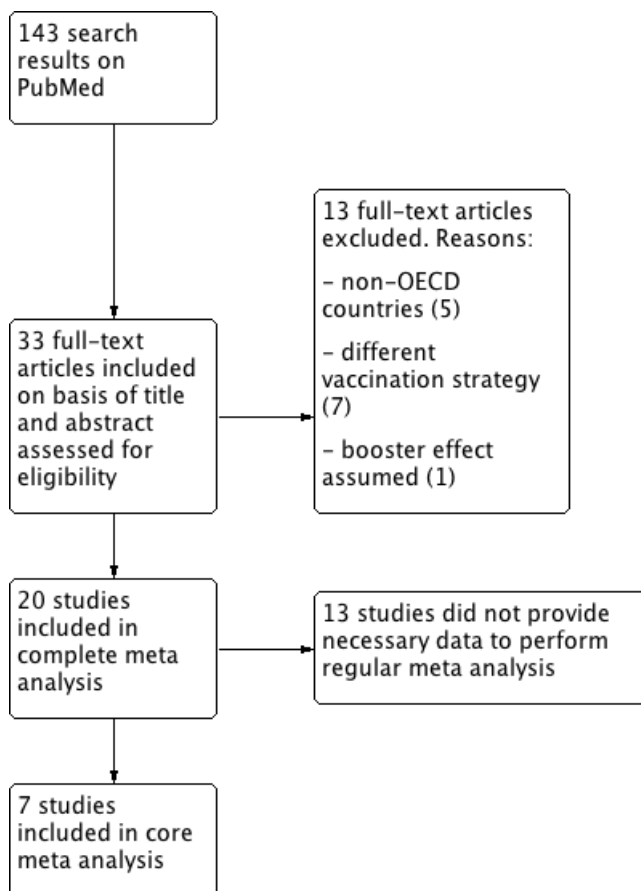 143 search
results on
PubMed
13 full-text articles
excluded. Reasons:
- non-OECD
countries (5)
- different
vaccination strategy
(7)
- booster effect
assumed (1)
33 full-text
articles included
on basis of title
and abstract
assessed for
eligibility
20 studies
included in
complete meta
analysis
13 studies did not provide
necessary data to perform
regular meta analysis
7 studies
included in core
meta analysis